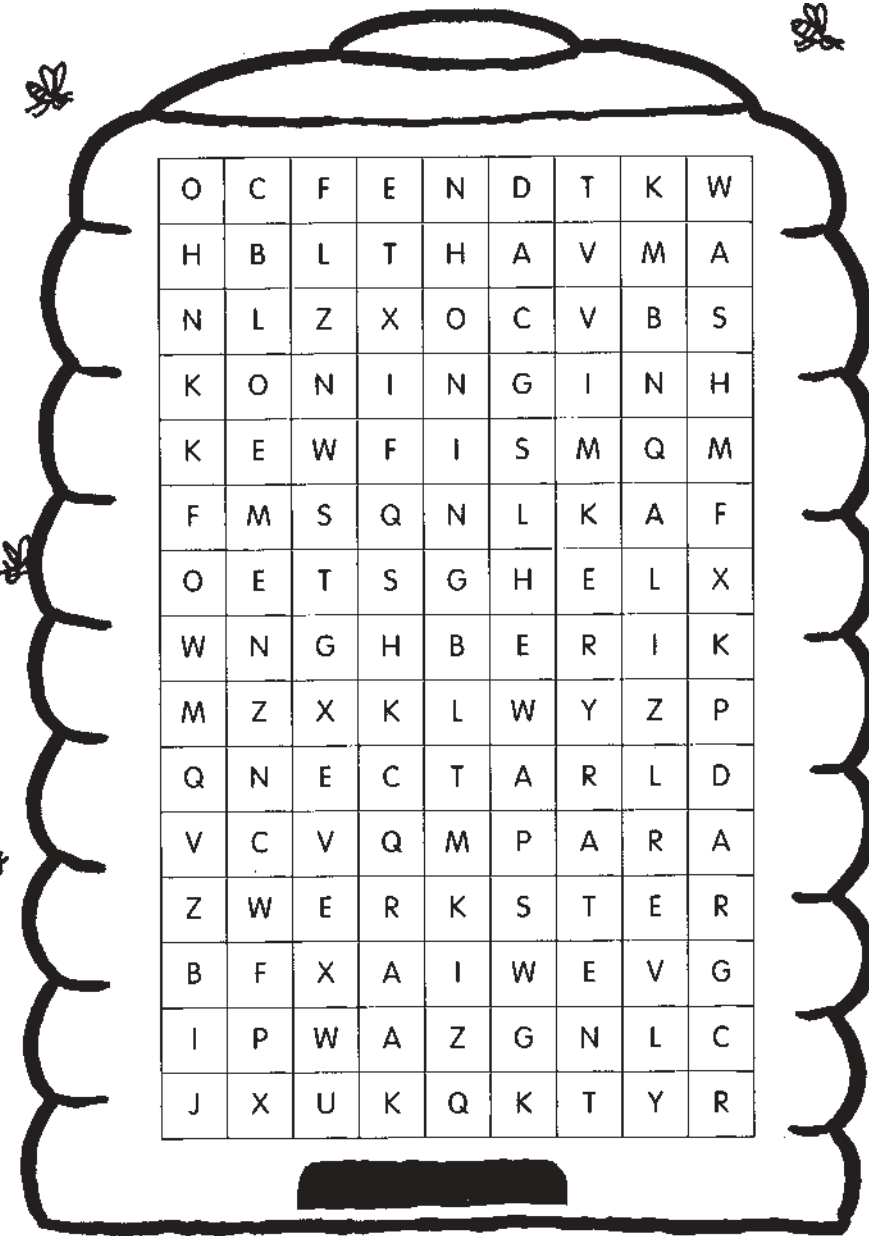 O C F E N D T K W
H B L T H A V M A
N L Z X O C V B S
K O N I N G I N H
K E W F I S M Q M
F M S Q N L K A F
O E T S G H E L X
W N G H B E R I K
M Z X K L W Y Z P
Q N E C T A R L D
V C V Q M P A R A
Z W E R K S T E R
B F X A I W E V G
I P W A Z G N L C
J X U K Q K T Y R